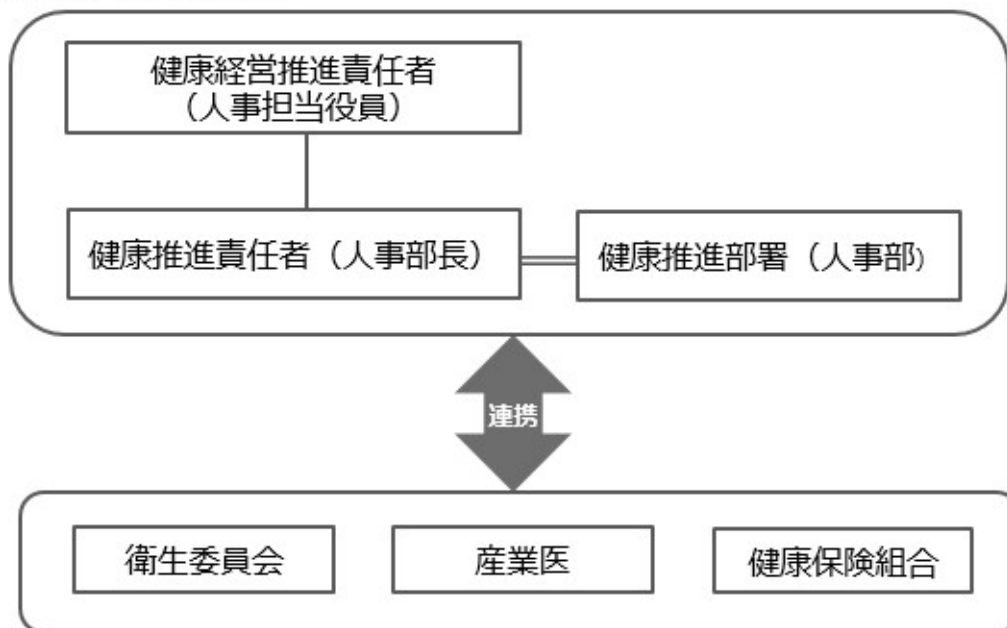 健康経営推進責任者
（人事担当役員）
健康推進責任者（人事部長）
健康推進部署（人事部)
連携
衛生委員会
産業医
健康保険組合